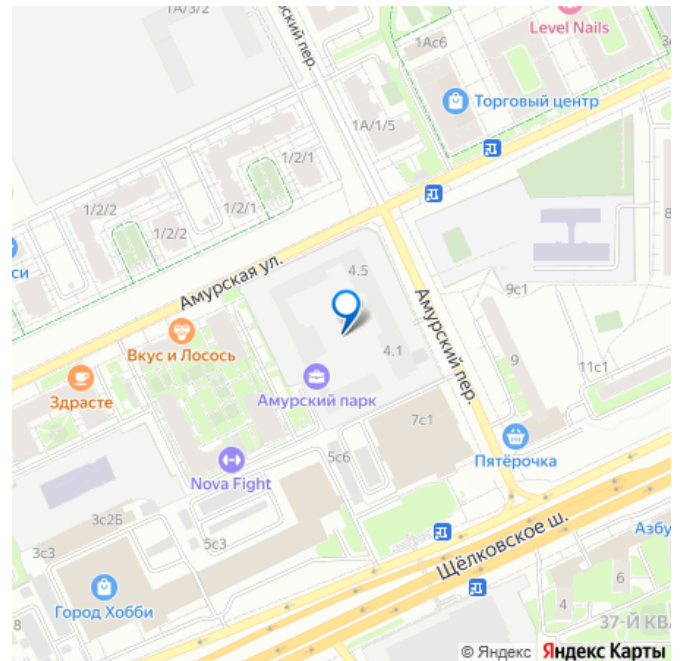 1А/3/2
1Ас6
Level Nails
Торговый центр
1А/1/5
1/2/1
1/2/2
1/2/1
1/2/2
си
Амурская ул.
4.5
9с1
Амурский пер.
Вкус и Лосось
4.1
9
11с1
Здрасте
Амурский парк
7с1
Пятёрочка
5с6
Nova Fight
3с2Б
5с3
3с3
Щёлковское ш.
Азбу
Город Хобби
8
6
4
37-Й КВА
© Яндекс Яндекс Карты